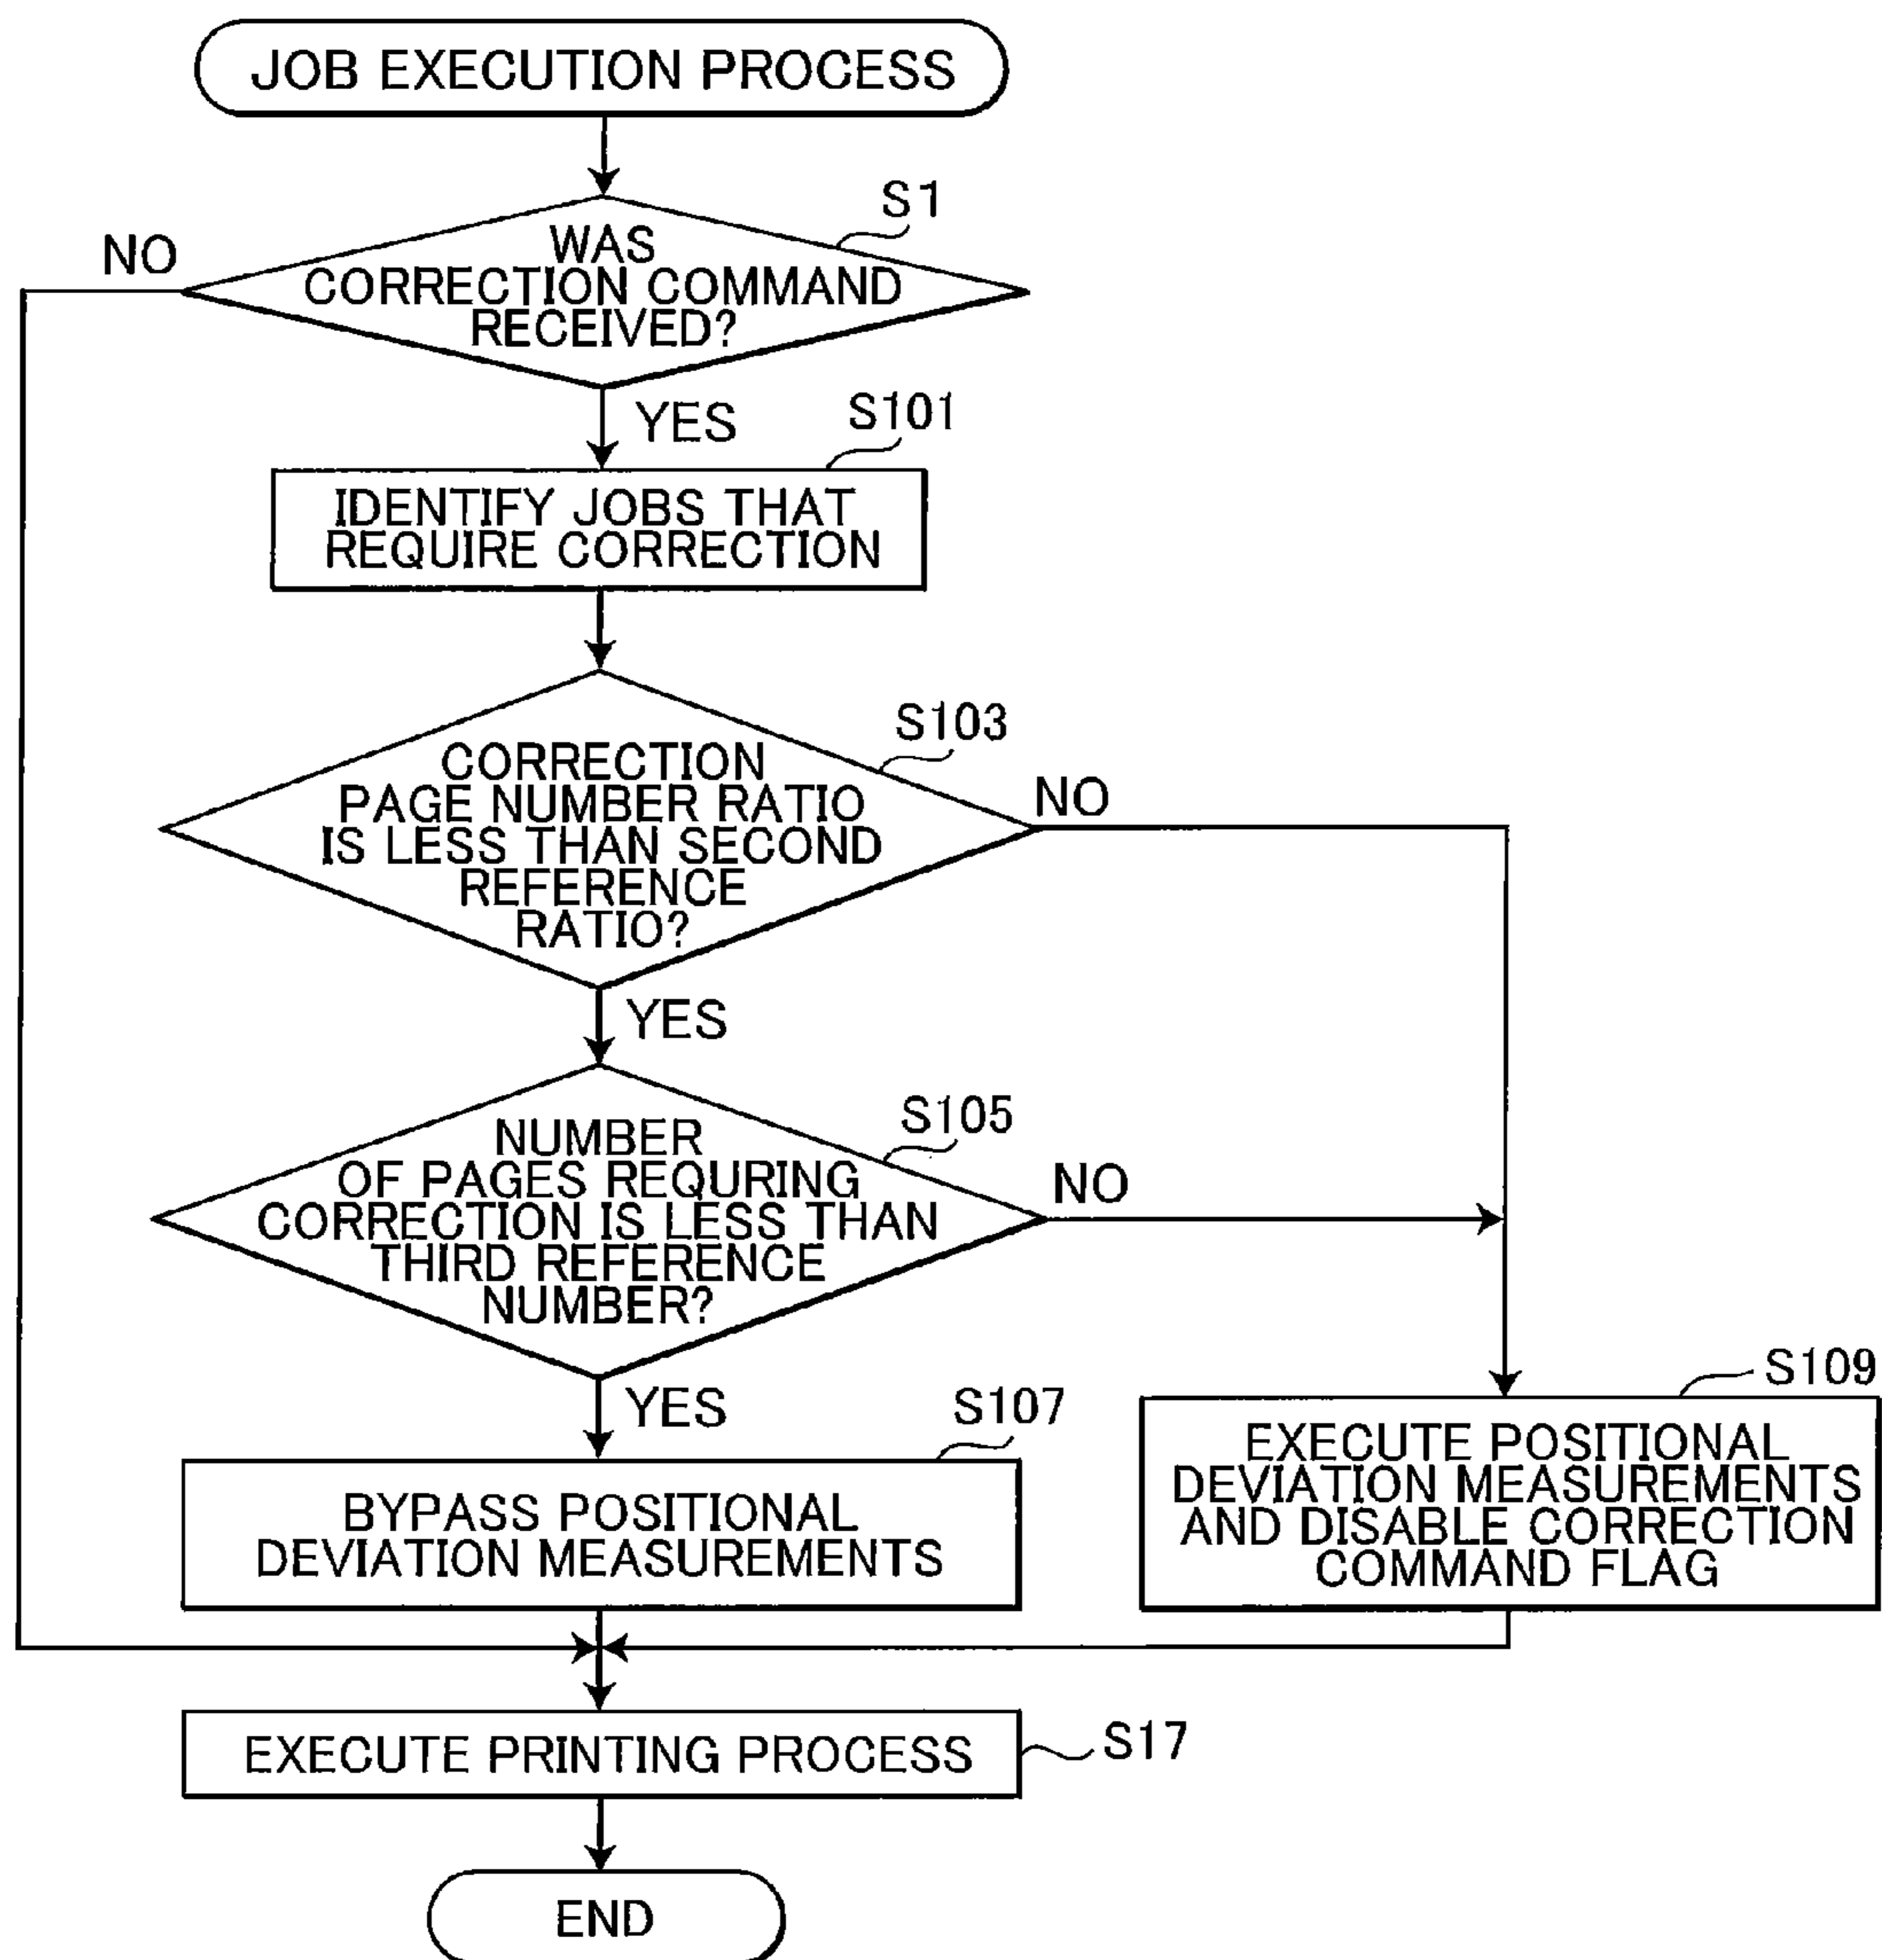 JOB EXECUTION PROCESS
S1
NO
WAS
CORRECTION COMMAND
RECEIVED?
YES
S101
IDENTIFY JOBS THAT
REQUIRE CORRECTION
S103
CORRECTION
PAGE NUMBER RATIO
IS LESS THAN SECOND
REFERENCE
RATIO?
NO
YES
S105
NUMBER
OF PAGES REQURING
CORRECTION IS LESS THAN
THIRD REFERENCE
NUMBER?
NO
YES
S107
BYPASS POSITIONAL
DEVIATION MEASUREMENTS
S109
EXECUTE POSITIONAL
DEVIATION MEASUREMENTS
AND DISABLE CORRECTION
COMMAND FLAG
EXECUTE PRINTING PROCESS
S17
END